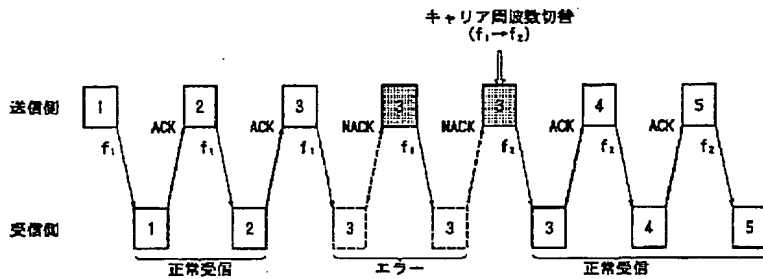 キャリア周波数切替
(f₁→f₂)
送信側
1 2 3 3 3 4 5
ACK ACK NACK NACK ACK ACK
f₁ f₁ f₁ f₁ f₂ f₂ f₂
受信側
1 2 3 3 3 4 5
正常受信 エラー 正常受信